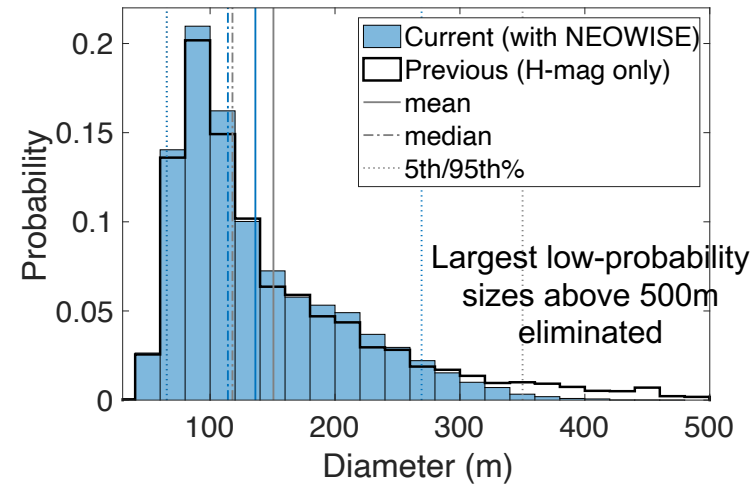 Current (with NEOWISE)
Previous (H-mag only)
mean
median
5th/95th%
Largest low-probability
sizes above 500m
eliminated
Probability
0.2
0.15
0.1
0.05
0
100
200
300
400
500
Diameter (m)